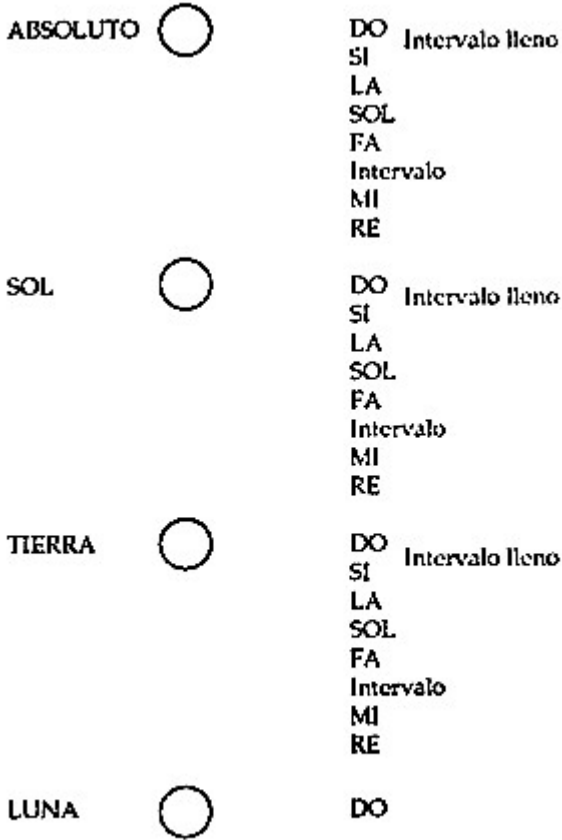 ABSOLUTO DO Intervalo lleno
SI
LA
SOL
FA
Intervalo
MI
RE
SOL DO Intervalo lleno
SI
LA
SOL
FA
Intervalo
MI
RE
TIERRA DO Intervalo lleno
SI
LA
SOL
FA
Intervalo
MI
RE
LUNA DO